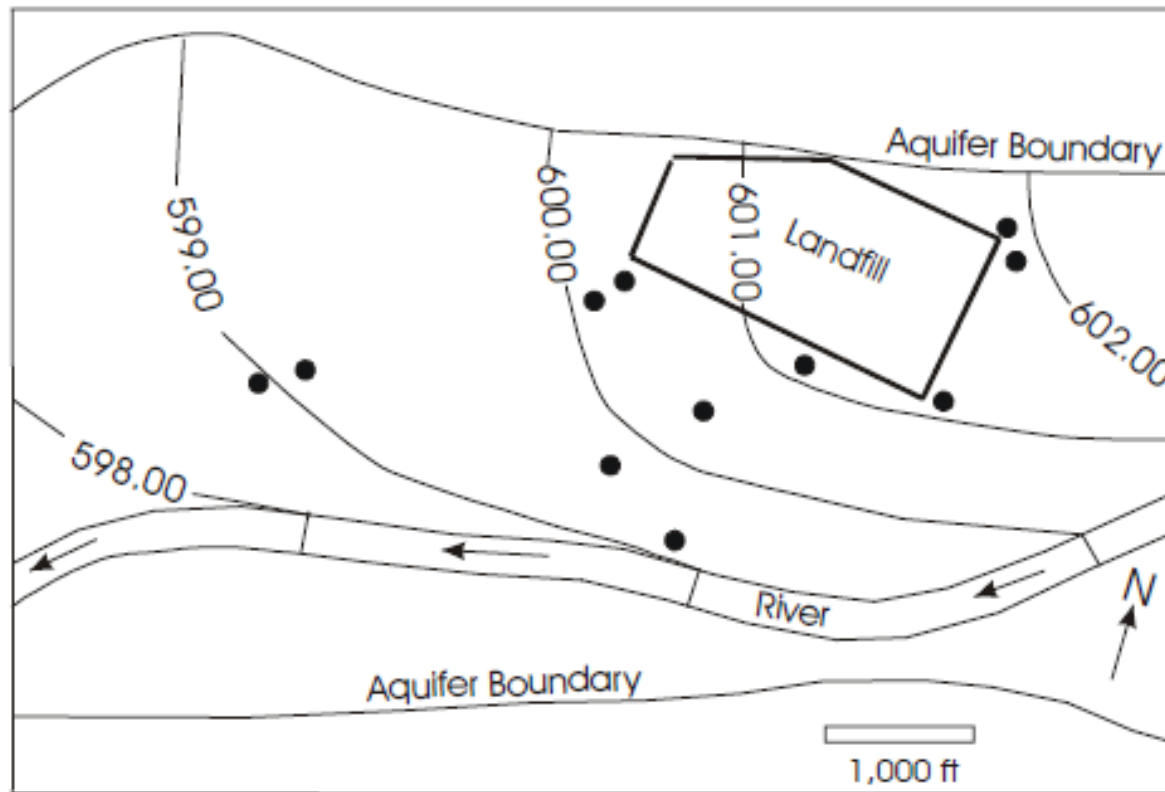 Aquifer Boundary
599.00
600.00
601.00
Landfill
602.00
598.00
River
N
Aquifer Boundary
1,000 ft